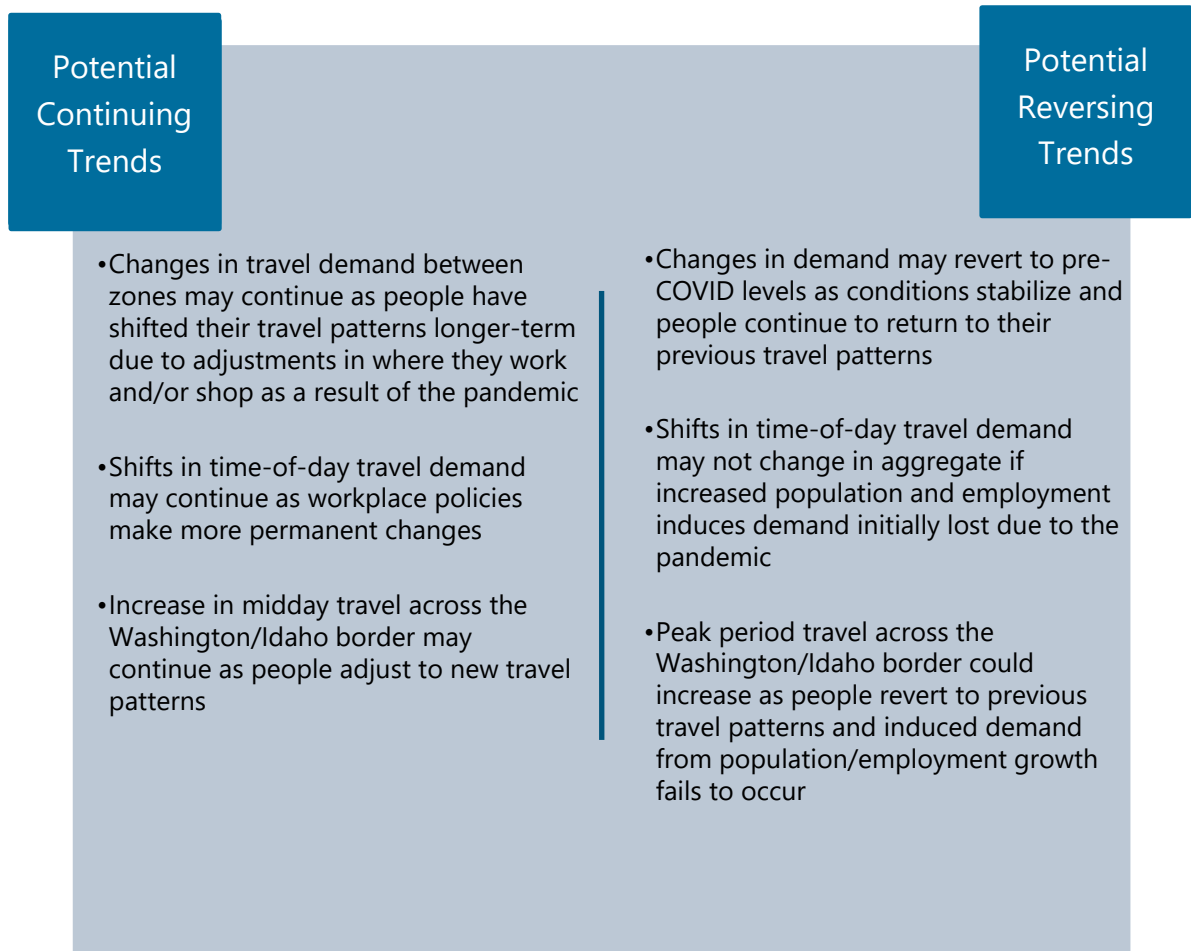 Potential
Continuing
Trends
•Changes in travel demand between
zones may continue as people have
shifted their travel patterns longer-term
due to adjustments in where they work
and/or shop as a result of the pandemic
•Shifts in time-of-day travel demand
may continue as workplace policies
make more permanent changes
•Increase in midday travel across the
Washington/Idaho border may
continue as people adjust to new travel
patterns
Potential
Reversing
Trends
•Changes in demand may revert to pre-
COVID levels as conditions stabilize and
people continue to return to their
previous travel patterns
•Shifts in time-of-day travel demand
may not change in aggregate if
increased population and employment
induces demand initially lost due to the
pandemic
•Peak period travel across the
Washington/Idaho border could
increase as people revert to previous
travel patterns and induced demand
from population/employment growth
fails to occur